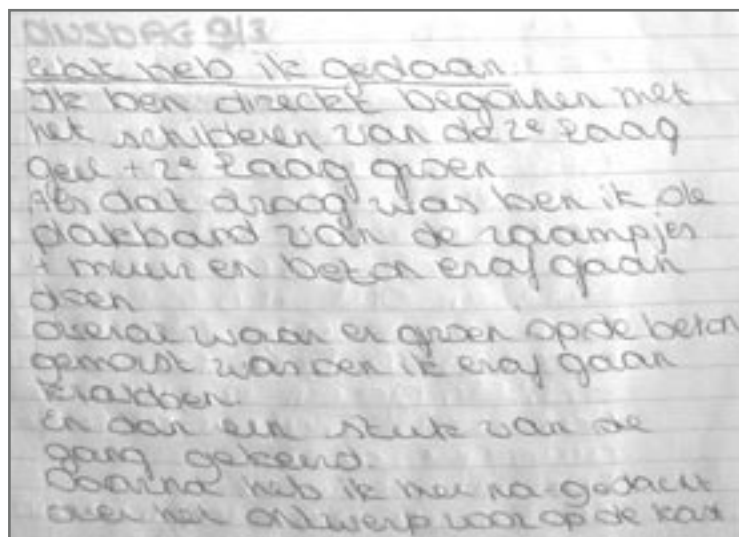 DINSDAG 9/3
Wat heb ik gedaan:
Ik ben direckt begonnen met
het schilderen van de 2e laag
geel + 2e laag groen
Als dat droog was ben ik de
plakband van de raampjes
+ muur en beton eraf gaan
doen
overal waar er groen op de beton
gemorst was ben ik eraf gaan
krabben.
En dan een stuk van de
gang gekeerd.
Daarna heb ik mee na-gedacht
over het ontwerp voor op de kast